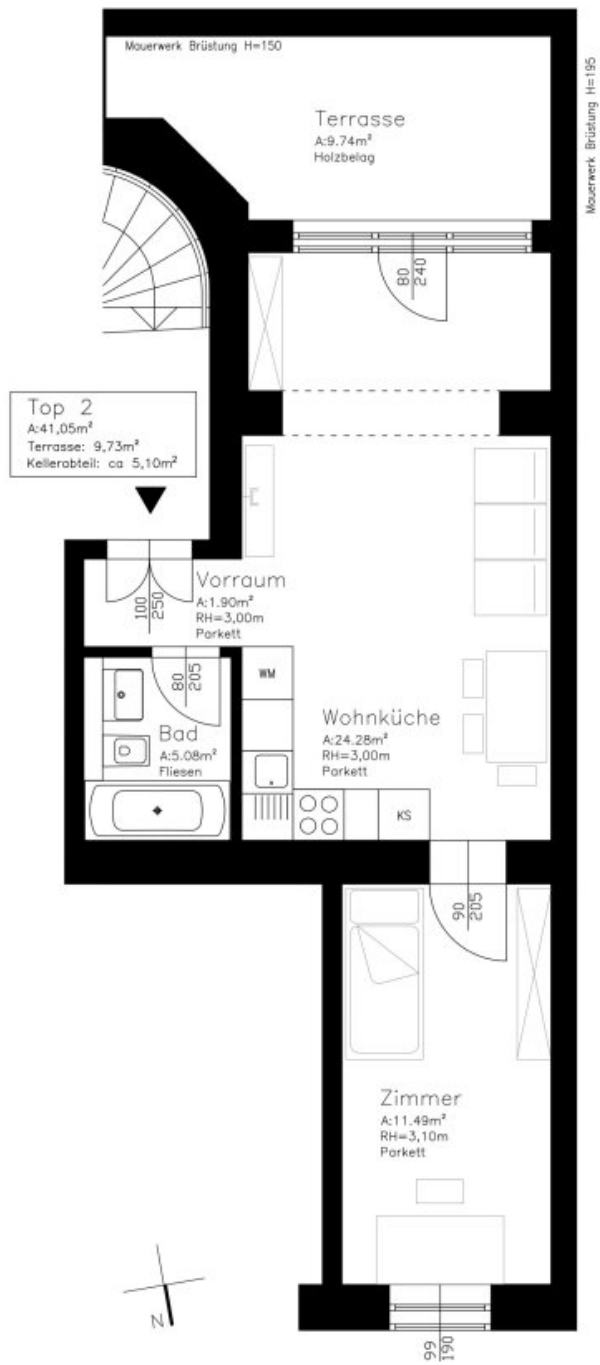 Mauerwerk Brüstung H=150
Mauerwerk Brüstung H=195
Terrasse
A:9.74m²
Holzbelag
80
240
Top 2
A:41,05m²
Terrasse: 9,73m²
Kellerabteil: ca 5,10m²
100
250
Vorraum
A:1.90m²
RH=3,00m
Parkett
80
205
WM
Bad
A:5.08m²
Fliesen
Wohnküche
A:24.28m²
RH=3,00m
Parkett
KS
90
205
Zimmer
A:11.49m²
RH=3,10m
Parkett
N
99
190